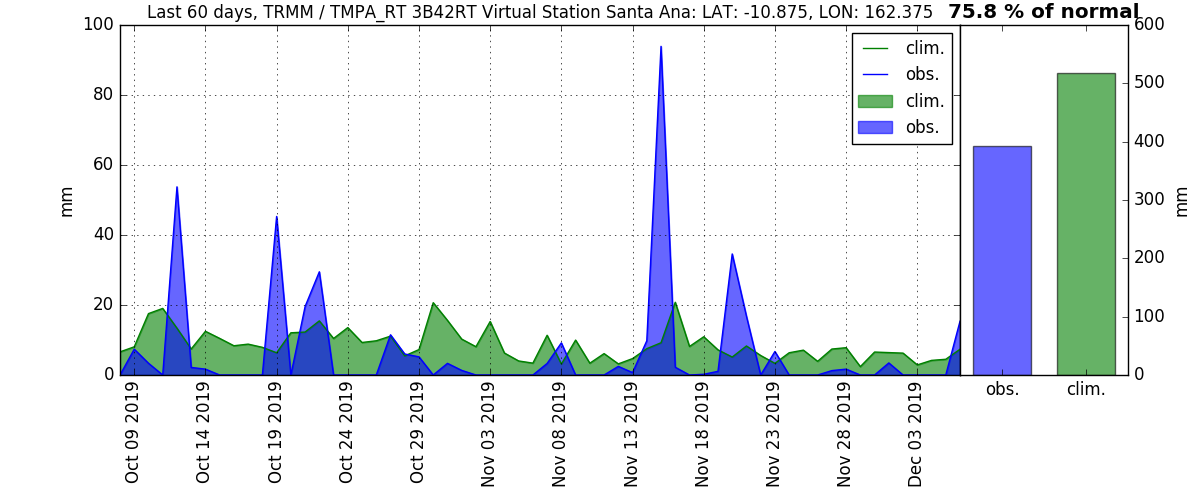 Last 60 days, TRMM / TMPA_RT 3B42RT Virtual Station Santa Ana: LAT: -10.875, LON: 162.375
75.8 % of normal
100
80
60
40
20
0
mm
clim.
obs.
clim.
obs.
Oct 09 2019
Oct 14 2019
Oct 19 2019
Oct 24 2019
Oct 29 2019
Nov 03 2019
Nov 08 2019
Nov 13 2019
Nov 18 2019
Nov 23 2019
Nov 28 2019
Dec 03 2019
600
500
400
300
200
100
0
mm
obs.
clim.